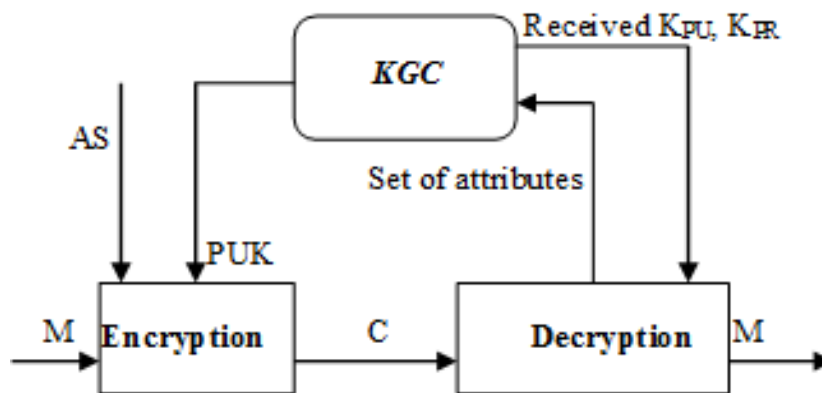 Received KPU, KPR
KGC
AS
Set of attributes
PUK
M
Encryption
C
Decryption
M